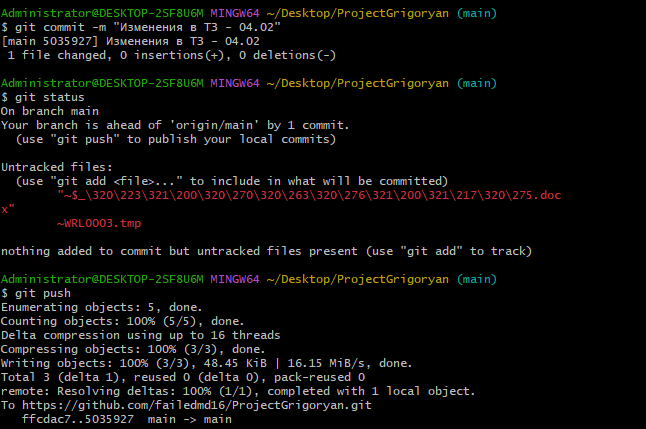 Administrator@DESKTOP-2SF8U6M MINGW64 ~/Desktop/ProjectGrigoryan (main)
$ git commit -m "Изменения в ТЗ - 04.02"
[main 5035927] Изменения в ТЗ - 04.02
 1 file changed, 0 insertions(+), 0 deletions(-)

Administrator@DESKTOP-2SF8U6M MINGW64 ~/Desktop/ProjectGrigoryan (main)
$ git status
On branch main
Your branch is ahead of 'origin/main' by 1 commit.
  (use "git push" to publish your local commits)

Untracked files:
  (use "git add <file>..." to include in what will be committed)
        "~$_\320\223\321\200\320\270\320\263\320\276\321\200\321\217\320\275.doc
x"
        ~WRL0003.tmp

nothing added to commit but untracked files present (use "git add" to track)

Administrator@DESKTOP-2SF8U6M MINGW64 ~/Desktop/ProjectGrigoryan (main)
$ git push
Enumerating objects: 5, done.
Counting objects: 100% (5/5), done.
Delta compression using up to 16 threads
Compressing objects: 100% (3/3), done.
Writing objects: 100% (3/3), 48.45 KiB | 16.15 MiB/s, done.
Total 3 (delta 1), reused 0 (delta 0), pack-reused 0
remote: Resolving deltas: 100% (1/1), completed with 1 local object.
To https://github.com/failedmd16/ProjectGrigoryan.git
   ffcdac7..5035927  main -> main